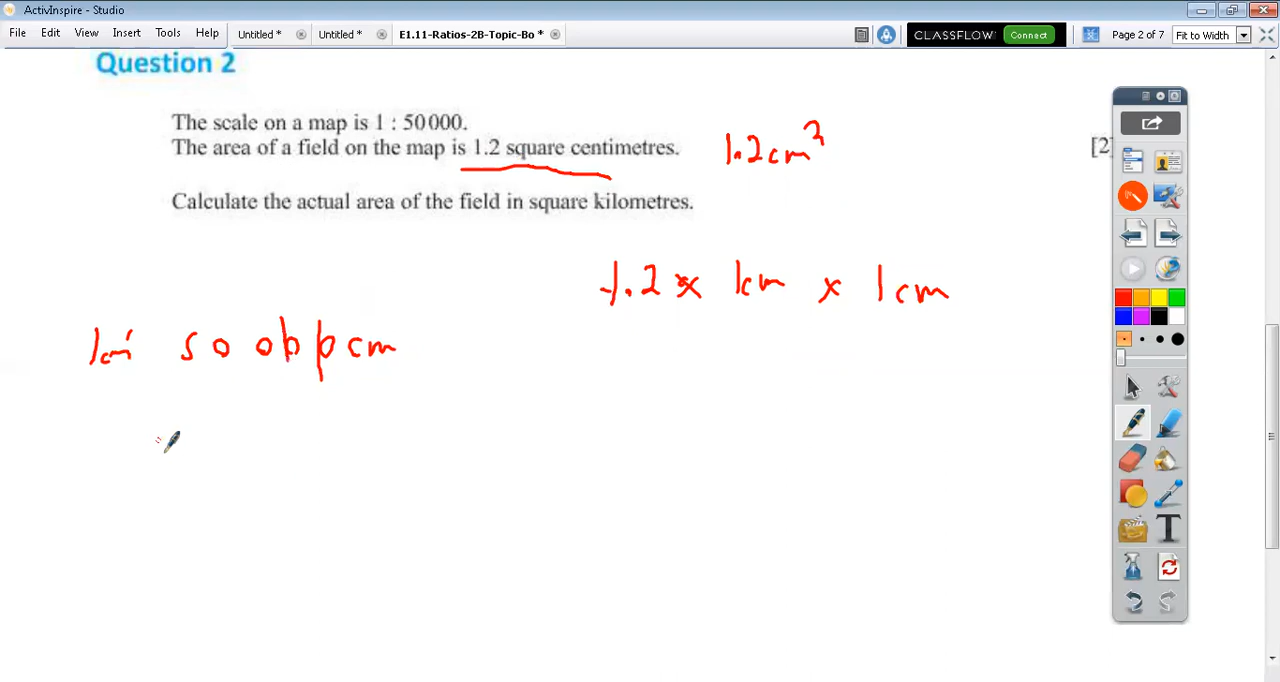 ActivInspire - Studio
File Edit View Insert Tools Help Untitled * Untitled * E1.11-Ratios-2B-Topic-Bo * CLASSFLOW Connect Page 2 of 7 Fit to Width
Question 2
The scale on a map is 1 : 50 000.
The area of a field on the map is 1.2 square centimetres. 1.2cm² [2]
Calculate the actual area of the field in square kilometres.
1.2 x 1cm x 1cm
1cm 50 000cm
T